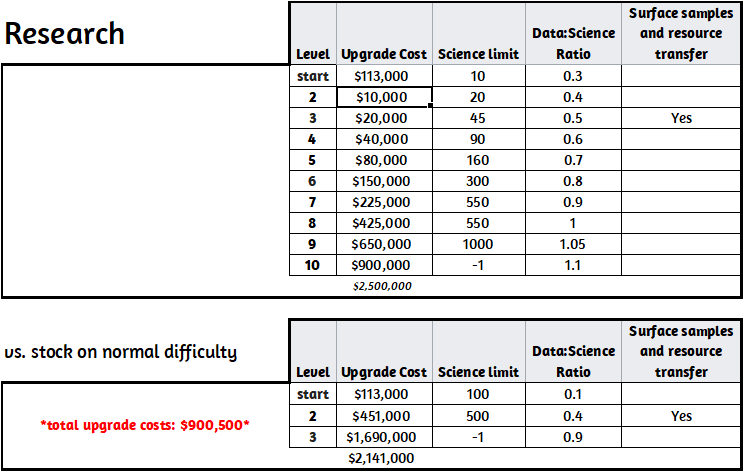 Research
Surface samples
and resource
transfer
Data:Science
Ratio
Level Upgrade Cost Science limit
start $113,000 10 0.3
2 $10,000 20 0.4
3 $20,000 45 0.5 Yes
4 $40,000 90 0.6
5 $80,000 160 0.7
6 $150,000 300 0.8
7 $225,000 550 0.9
8 $425,000 550 1
9 $650,000 1000 1.05
10 $900,000 -1 1.1
$2,500,000
vs. stock on normal difficulty
Surface samples
and resource
transfer
Data:Science
Ratio
Level Upgrade Cost Science limit
start $113,000 100 0.1
*total upgrade costs: $900,500*
2 $451,000 500 0.4 Yes
3 $1,690,000 -1 0.9
$2,141,000